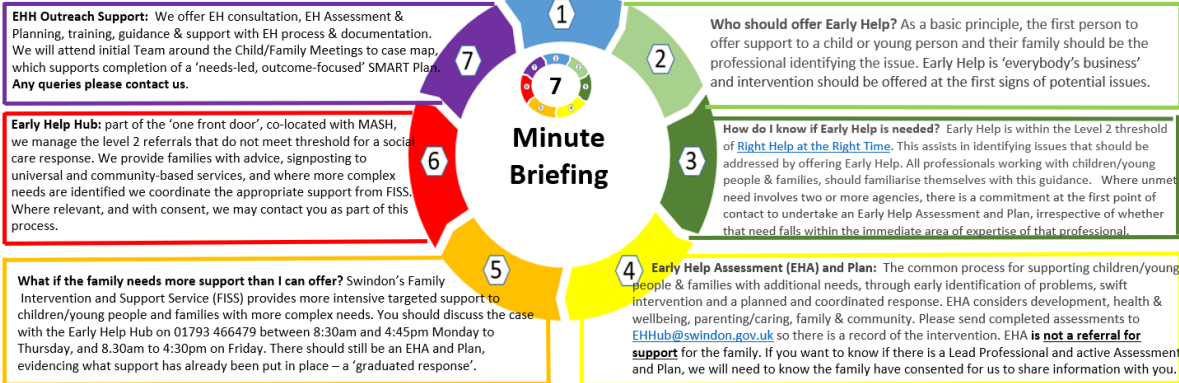 1
2
3
4
5
6
7
7
Minute
Briefing
Who should offer Early Help? As a basic principle, the first person to
offer support to a child or young person and their family should be the
professional identifying the issue. Early Help is ‘everybody’s business’
and intervention should be offered at the first signs of potential issues.
How do I know if Early Help is needed? Early Help is within the Level 2 threshold
of Right Help at the Right Time. This assists in identifying issues that should be
addressed by offering Early Help. All professionals working with children/young
people & families, should familiarise themselves with this guidance. Where unmet
need involves two or more agencies, there is a commitment at the first point of
contact to undertake an Early Help Assessment and Plan, irrespective of whether
that need falls within the immediate area of expertise of that professional.
Early Help Assessment (EHA) and Plan: The common process for supporting children/young
people & families with additional needs, through early identification of problems, swift
intervention and a planned and coordinated response. EHA considers development, health &
wellbeing, parenting/caring, family & community. Please send completed assessments to
EHHub@swindon.gov.uk so there is a record of the intervention. EHA is not a referral for
support for the family. If you want to know if there is a Lead Professional and active Assessment
and Plan, we will need to know the family have consented for us to share information with you.
What if the family needs more support than I can offer? Swindon’s Family
Intervention and Support Service (FISS) provides more intensive targeted support to
children/young people and families with more complex needs. You should discuss the case
with the Early Help Hub on 01793 466479 between 8:30am and 4:45pm Monday to
Thursday, and 8.30am to 4:30pm on Friday. There should still be an EHA and Plan,
evidencing what support has already been put in place – a ‘graduated response’.
Early Help Hub: part of the ‘one front door’, co-located with MASH,
we manage the level 2 referrals that do not meet threshold for a social
care response. We provide families with advice, signposting to
universal and community-based services, and where more complex
needs are identified we coordinate the appropriate support from FISS.
Where relevant, and with consent, we may contact you as part of this
process.
EHH Outreach Support: We offer EH consultation, EH Assessment &
Planning, training, guidance & support with EH process & documentation.
We will attend initial Team around the Child/Family Meetings to case map,
which supports completion of a ‘needs-led, outcome-focused’ SMART Plan.
Any queries please contact us.